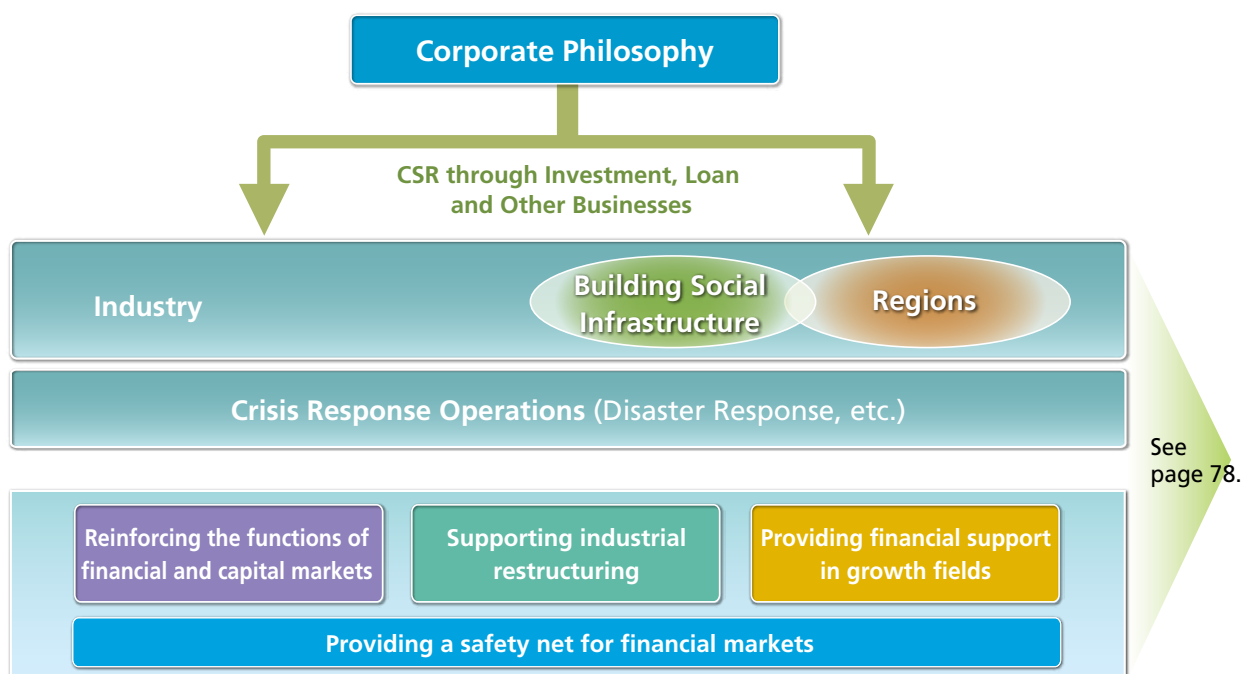 Corporate Philosophy
CSR through Investment, Loan
and Other Businesses
Industry
Building Social
Infrastructure
Regions
Crisis Response Operations (Disaster Response, etc.)
See
page 78.
Reinforcing the functions of
financial and capital markets
Supporting industrial
restructuring
Providing financial support
in growth fields
Providing a safety net for financial markets